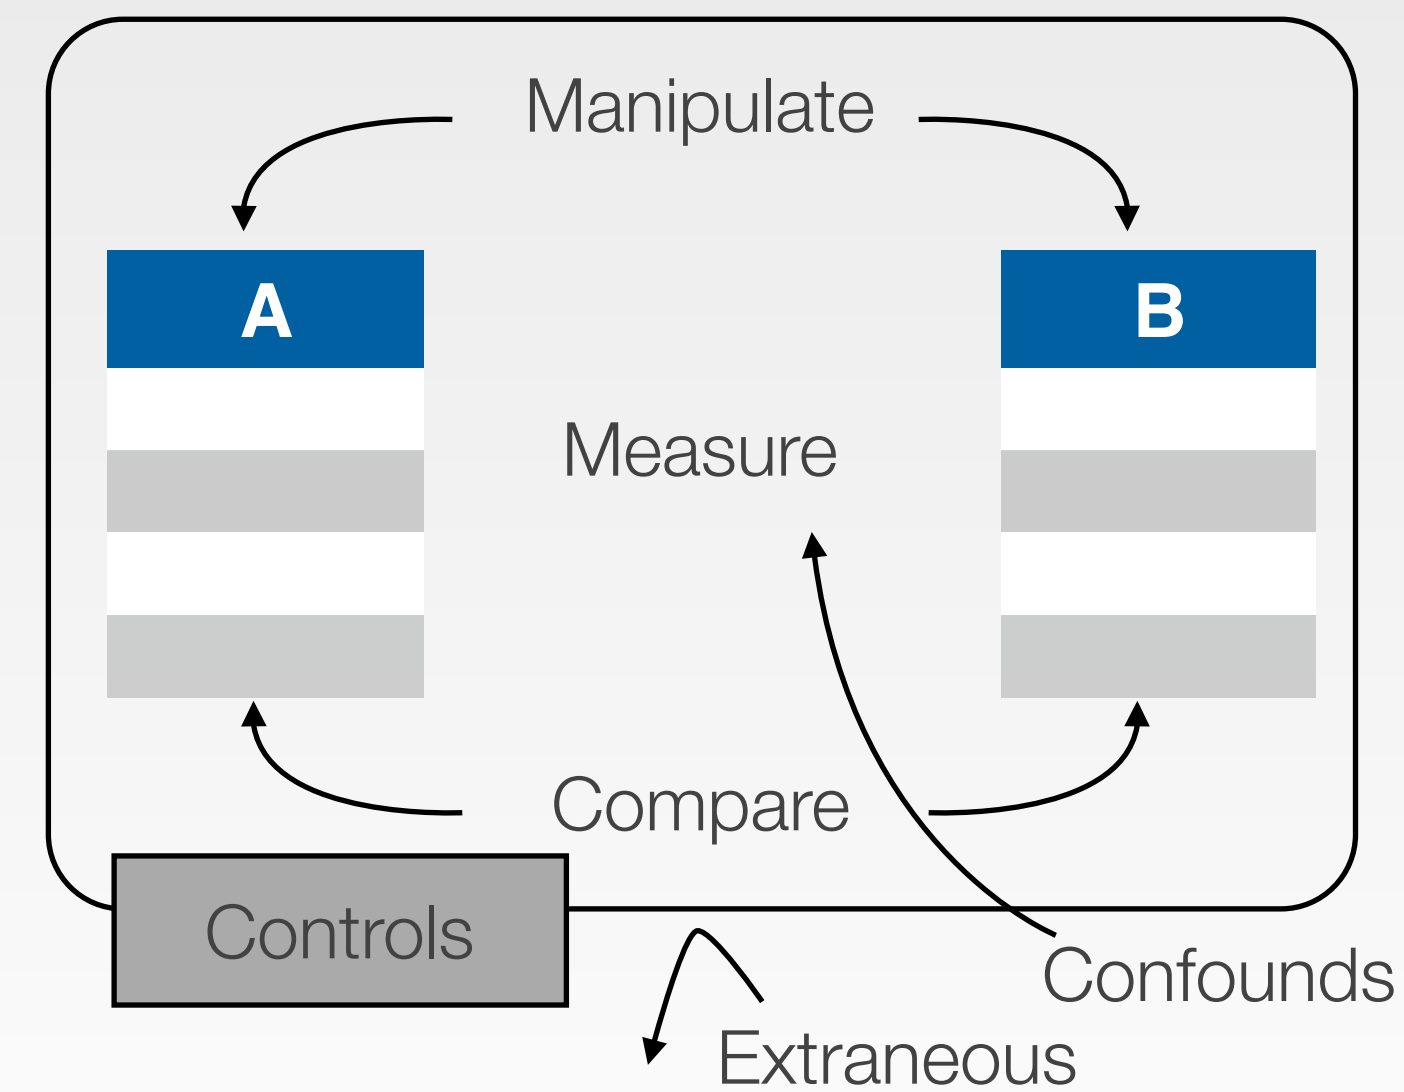 Manipulate
A
B
Measure
Compare
Controls
Confounds
Extraneous